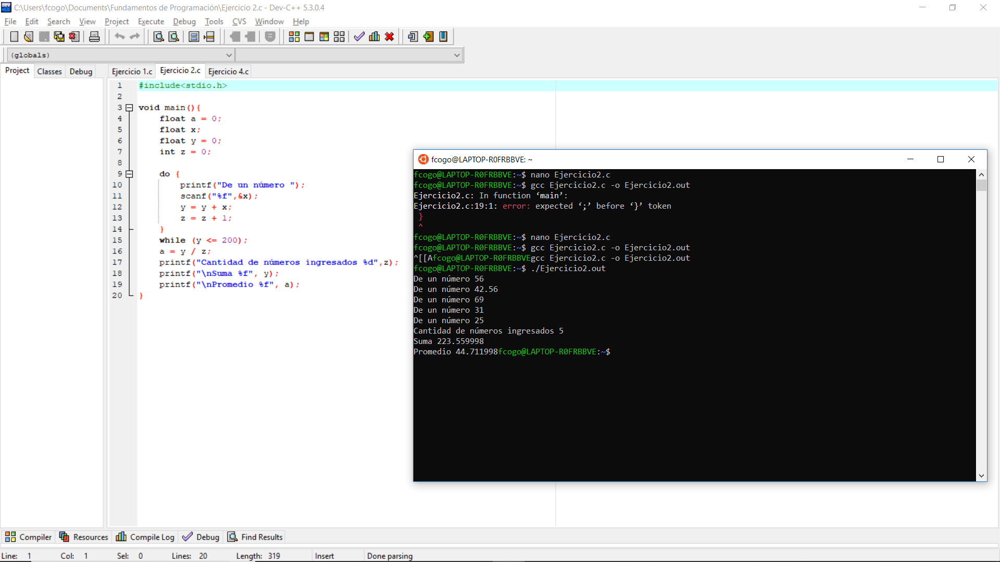 C:\Users\fcogo\Documents\Fundamentos de Programación\Ejercicio 2.c - Dev-C++ 5.3.0.4
File Edit Search View Project Execute Debug Tools CVS Window Help
(globals)
Project Classes Debug
Ejercicio 1.c Ejercicio 2.c Ejercicio 4.c
1 #include<stdio.h>
2
3 void main(){
4 float a = 0;
5 float x;
6 float y = 0;
7 int z = 0;
8
9 do {
10 printf("De un número ");
11 scanf("%f",&x);
12 y = y + x;
13 z = z + 1;
14 }
15 while (y <= 200);
16 a = y / z;
17 printf("Cantidad de números ingresados %d",z);
18 printf("\nSuma %f", y);
19 printf("\nPromedio %f", a);
20 }
fcogo@LAPTOP-R0FRBBVE: ~
fcogo@LAPTOP-R0FRBBVE:~$ nano Ejercicio2.c
fcogo@LAPTOP-R0FRBBVE:~$ gcc Ejercicio2.c -o Ejercicio2.out
Ejercicio2.c: In function ‘main’:
Ejercicio2.c:19:1: error: expected ‘;’ before ‘}’ token
}
^
fcogo@LAPTOP-R0FRBBVE:~$ nano Ejercicio2.c
fcogo@LAPTOP-R0FRBBVE:~$ gcc Ejercicio2.c -o Ejercicio2.out
^[[Afcogo@LAPTOP-R0FRBBVEgcc Ejercicio2.c -o Ejercicio2.out
fcogo@LAPTOP-R0FRBBVE:~$ ./Ejercicio2.out
De un número 56
De un número 42.56
De un número 69
De un número 31
De un número 25
Cantidad de números ingresados 5
Suma 223.559998
Promedio 44.711998fcogo@LAPTOP-R0FRBBVE:~$
Compiler Resources Compile Log Debug Find Results
Line: 1 Col: 1 Sel: 0 Lines: 20 Length: 319 Insert Done parsing